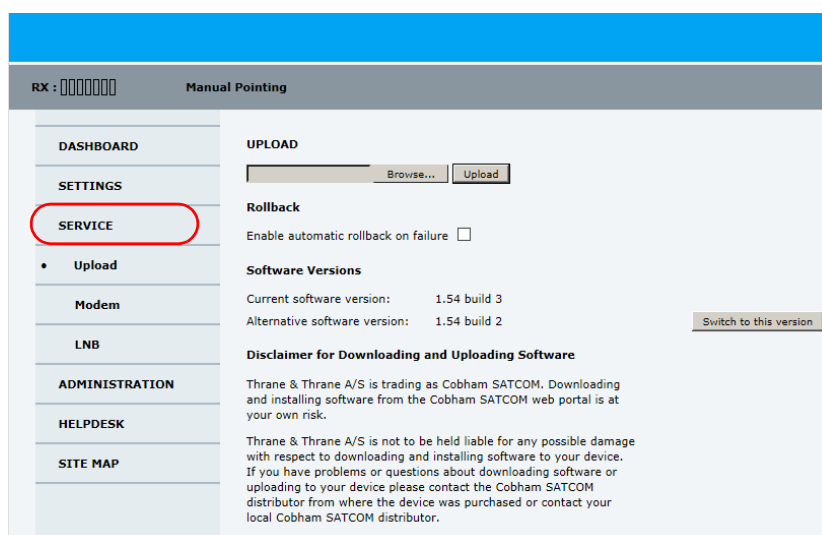 RX : Manual Pointing
DASHBOARD
SETTINGS
SERVICE
• Upload
Modem
LNB
ADMINISTRATION
HELPDESK
SITE MAP
UPLOAD
Browse... Upload
Rollback
Enable automatic rollback on failure
Software Versions
Current software version: 1.54 build 3
Alternative software version: 1.54 build 2 Switch to this version
Disclaimer for Downloading and Uploading Software
Thrane & Thrane A/S is trading as Cobham SATCOM. Downloading
and installing software from the Cobham SATCOM web portal is at
your own risk.
Thrane & Thrane A/S is not to be held liable for any possible damage
with respect to downloading and installing software to your device.
If you have problems or questions about downloading software or
uploading to your device please contact the Cobham SATCOM
distributor from where the device was purchased or contact your
local Cobham SATCOM distributor.